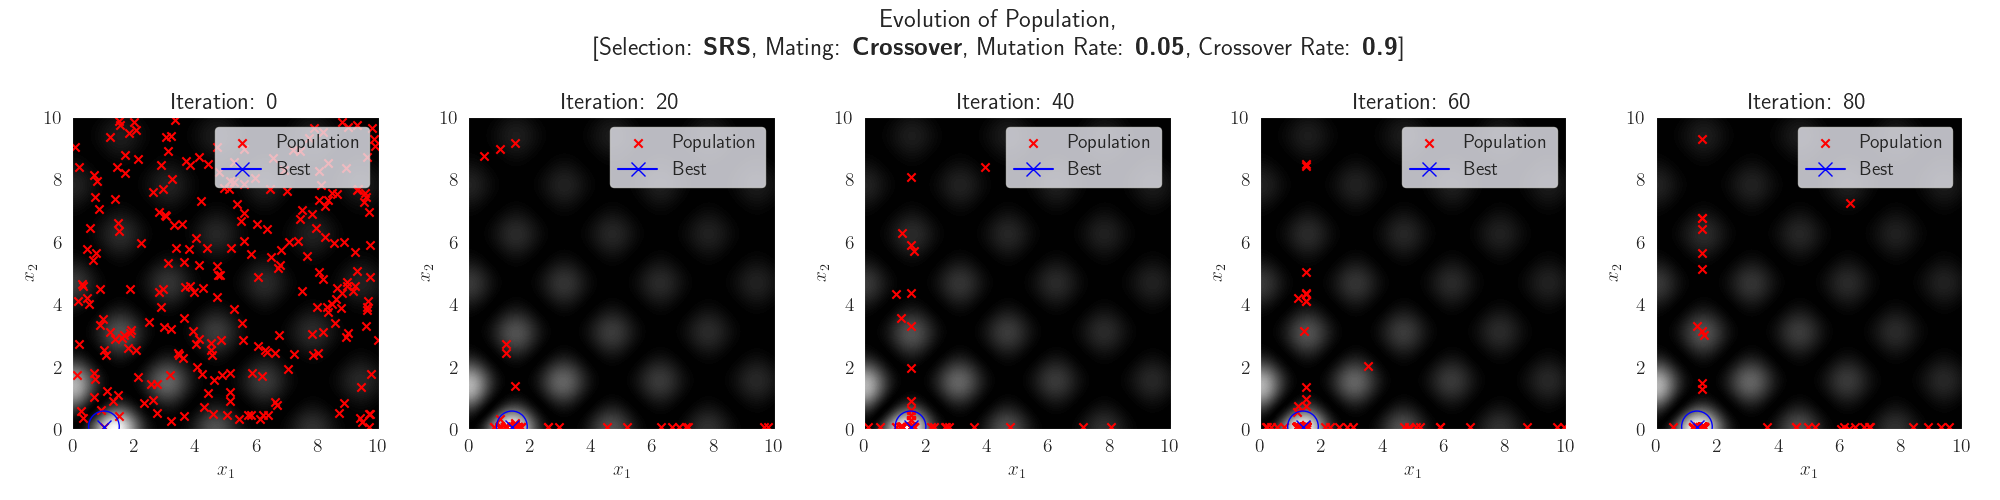 Evolution of Population,
[Selection: SRS, Mating: Crossover, Mutation Rate: 0.05, Crossover Rate: 0.9]
Iteration: 0
10
8
6
4
2
0
x2
Population
Best
0 2 4 6 8 10
x1
Iteration: 20
10
8
6
4
2
0
x2
Population
Best
0 2 4 6 8 10
x1
Iteration: 40
10
8
6
4
2
0
x2
Population
Best
0 2 4 6 8 10
x1
Iteration: 60
10
8
6
4
2
0
x2
Population
Best
0 2 4 6 8 10
x1
Iteration: 80
10
8
6
4
2
0
x2
Population
Best
0 2 4 6 8 10
x1